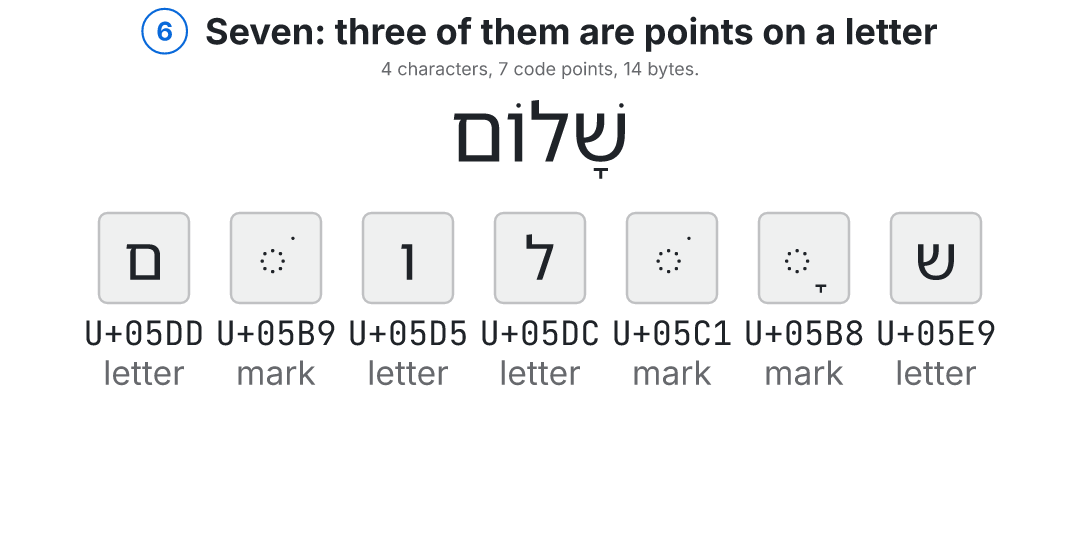 6 Seven: three of them are points on a letter
4 characters, 7 code points, 14 bytes.
שָׁלוֹם
ש ◌ָ ◌ׁ ל ו ◌ֹ ם
U+05DD U+05B9 U+05D5 U+05DC U+05C1 U+05B8 U+05E9
letter mark letter letter mark mark letter